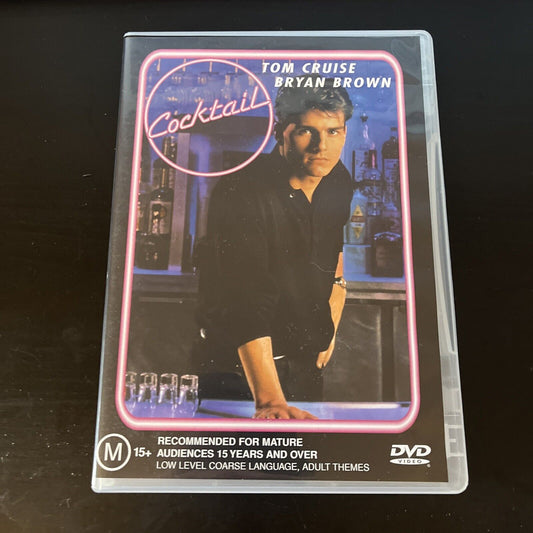 TOM CRUISE
BRYAN BROWN
Cocktail
M 15+
RECOMMENDED FOR MATURE
AUDIENCES 15 YEARS AND OVER
LOW LEVEL COARSE LANGUAGE, ADULT THEMES
DVD
VIDEO